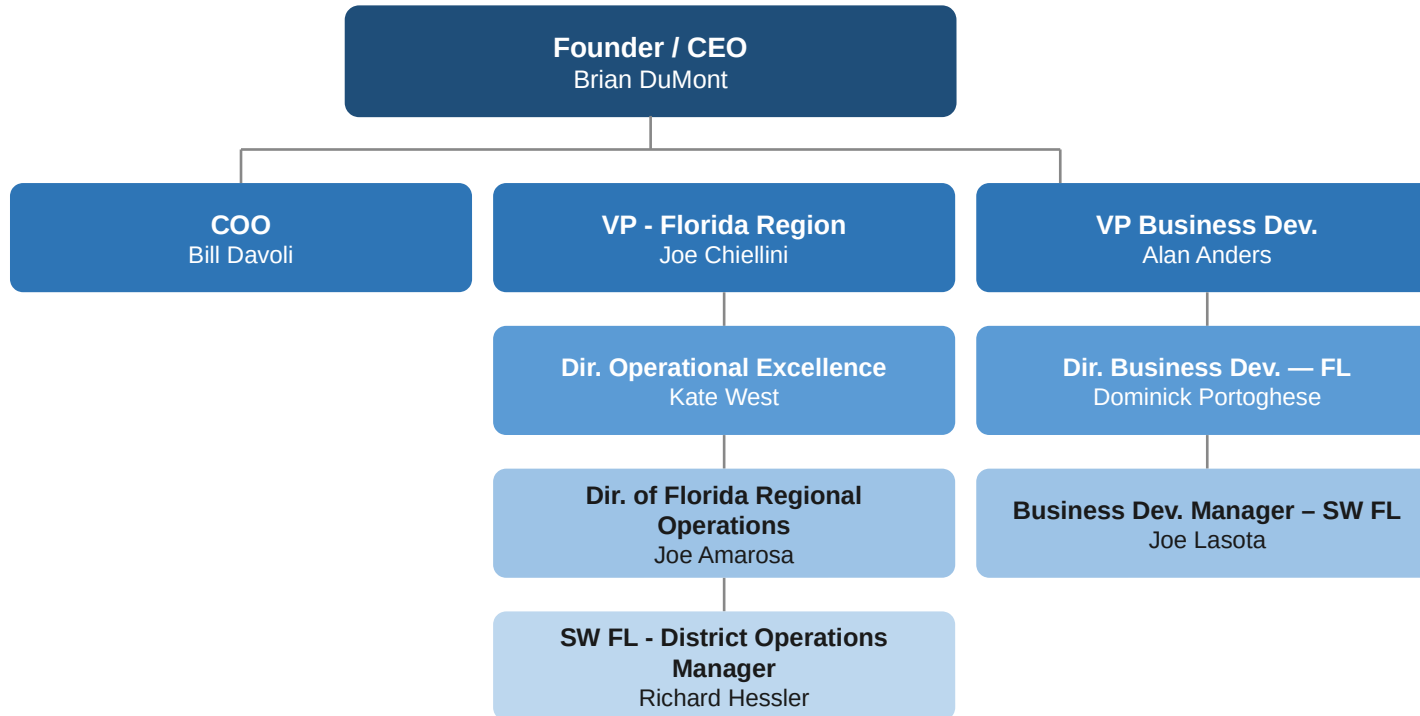 Founder / CEO
Brian DuMont
COO
Bill Davoli
VP - Florida Region
Joe Chiellini
VP Business Dev.
Alan Anders
Dir. Operational Excellence
Kate West
Dir. Business Dev. — FL
Dominick Portoghese
Dir. of Florida Regional
Operations
Joe Amarosa
Business Dev. Manager – SW FL
Joe Lasota
SW FL - District Operations
Manager
Richard Hessler